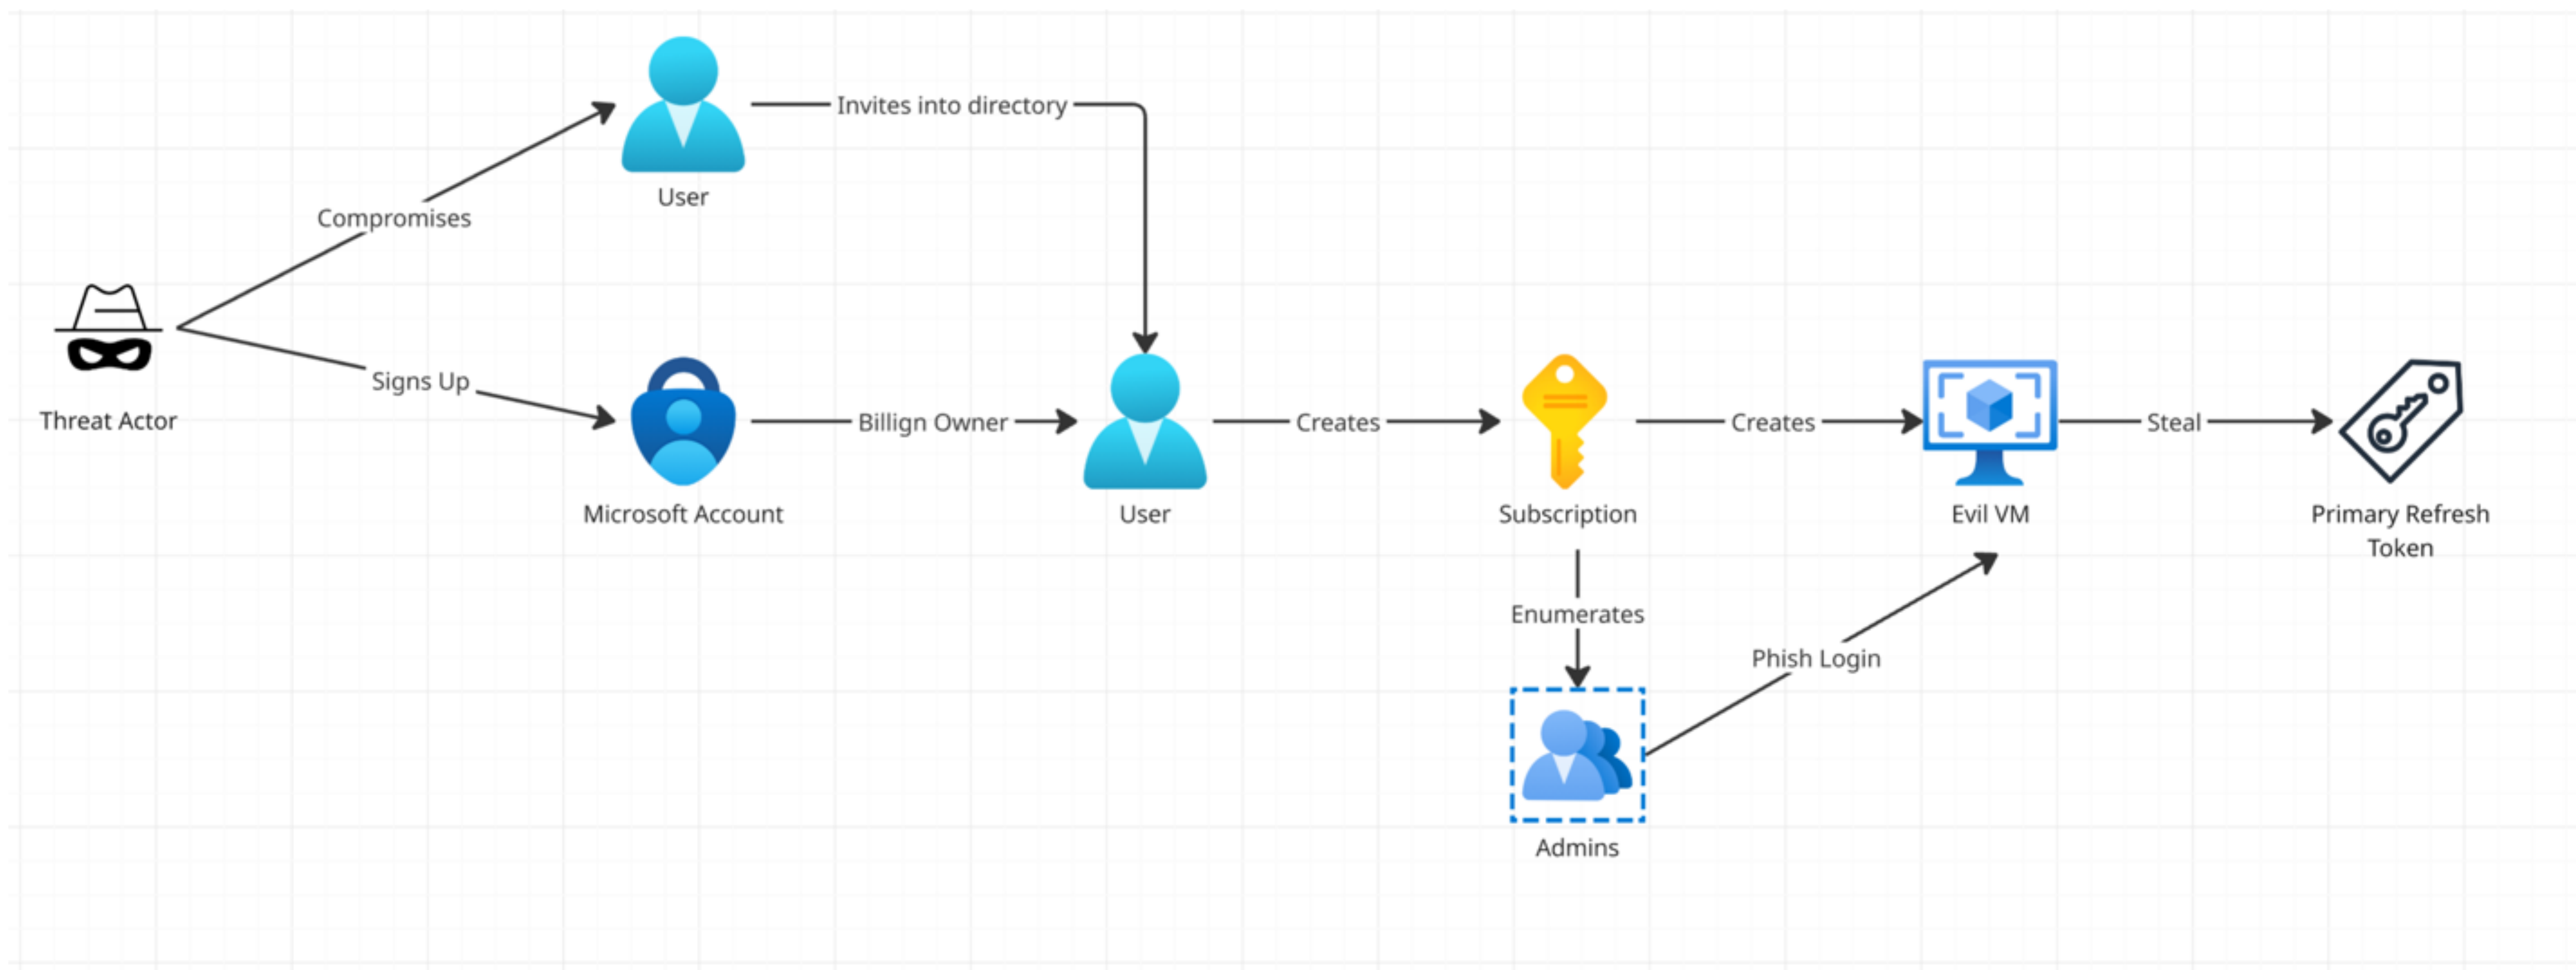 Invites into directory
User
Compromises
Threat Actor
Signs Up
Microsoft Account
Billign Owner
User
Creates
Subscription
Creates
Evil VM
Steal
Primary Refresh
Token
Enumerates
Phish Login
Admins